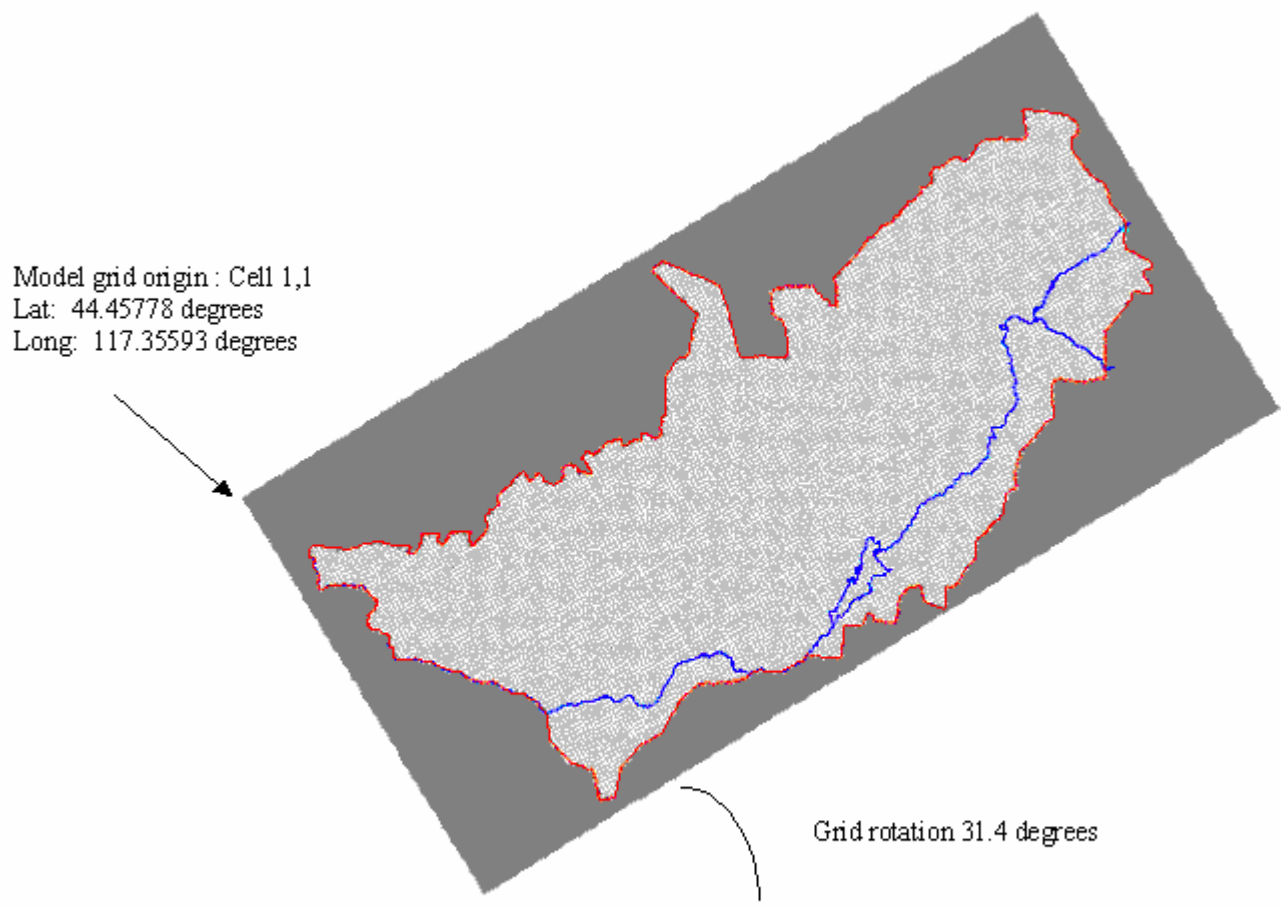 Model grid origin : Cell 1,1
Lat: 44.45778 degrees
Long: 117.35593 degrees
Grid rotation 31.4 degrees